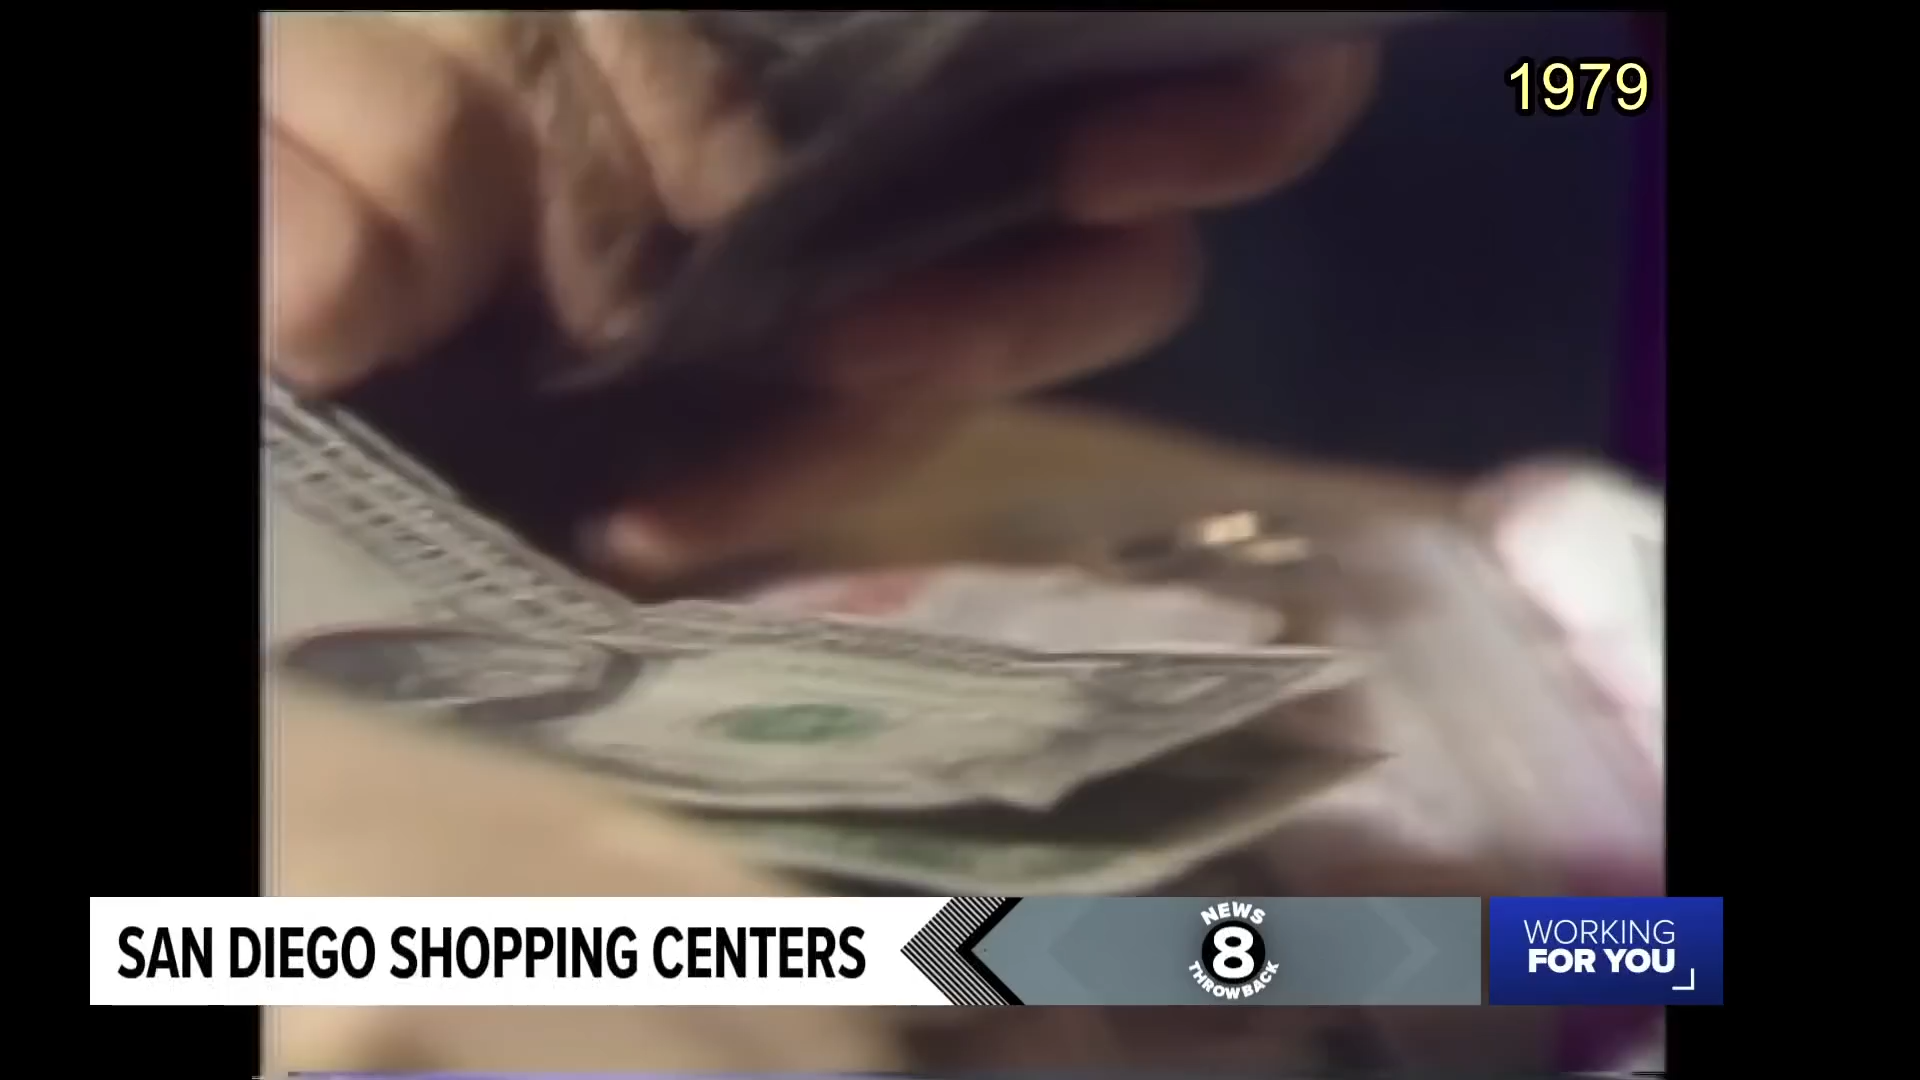 1979
SAN DIEGO SHOPPING CENTERS
NEWS
8
THROWBACK
WORKING
FOR YOU